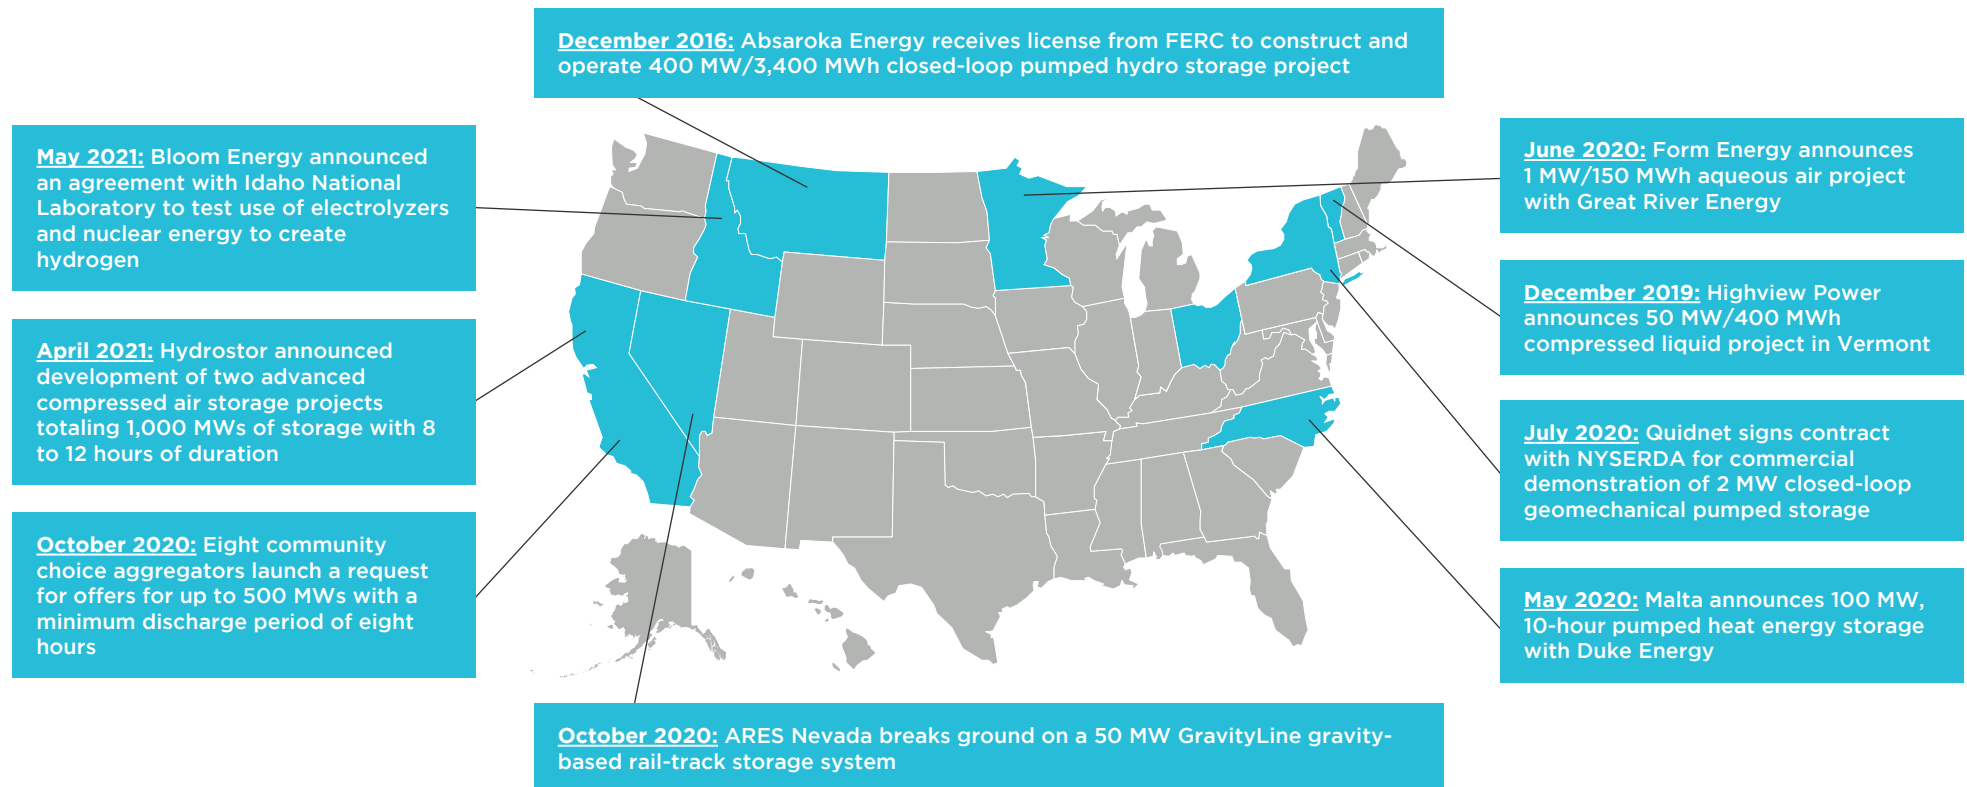 December 2016: Absaroka Energy receives license from FERC to construct and
operate 400 MW/3,400 MWh closed-loop pumped hydro storage project
May 2021: Bloom Energy announced
an agreement with Idaho National
Laboratory to test use of electrolyzers
and nuclear energy to create
hydrogen
April 2021: Hydrostor announced
development of two advanced
compressed air storage projects
totaling 1,000 MWs of storage with 8
to 12 hours of duration
October 2020: Eight community
choice aggregators launch a request
for offers for up to 500 MWs with a
minimum discharge period of eight
hours
October 2020: ARES Nevada breaks ground on a 50 MW GravityLine gravity-
based rail-track storage system
June 2020: Form Energy announces
1 MW/150 MWh aqueous air project
with Great River Energy
December 2019: Highview Power
announces 50 MW/400 MWh
compressed liquid project in Vermont
July 2020: Quidnet signs contract
with NYSERDA for commercial
demonstration of 2 MW closed-loop
geomechanical pumped storage
May 2020: Malta announces 100 MW,
10-hour pumped heat energy storage
with Duke Energy